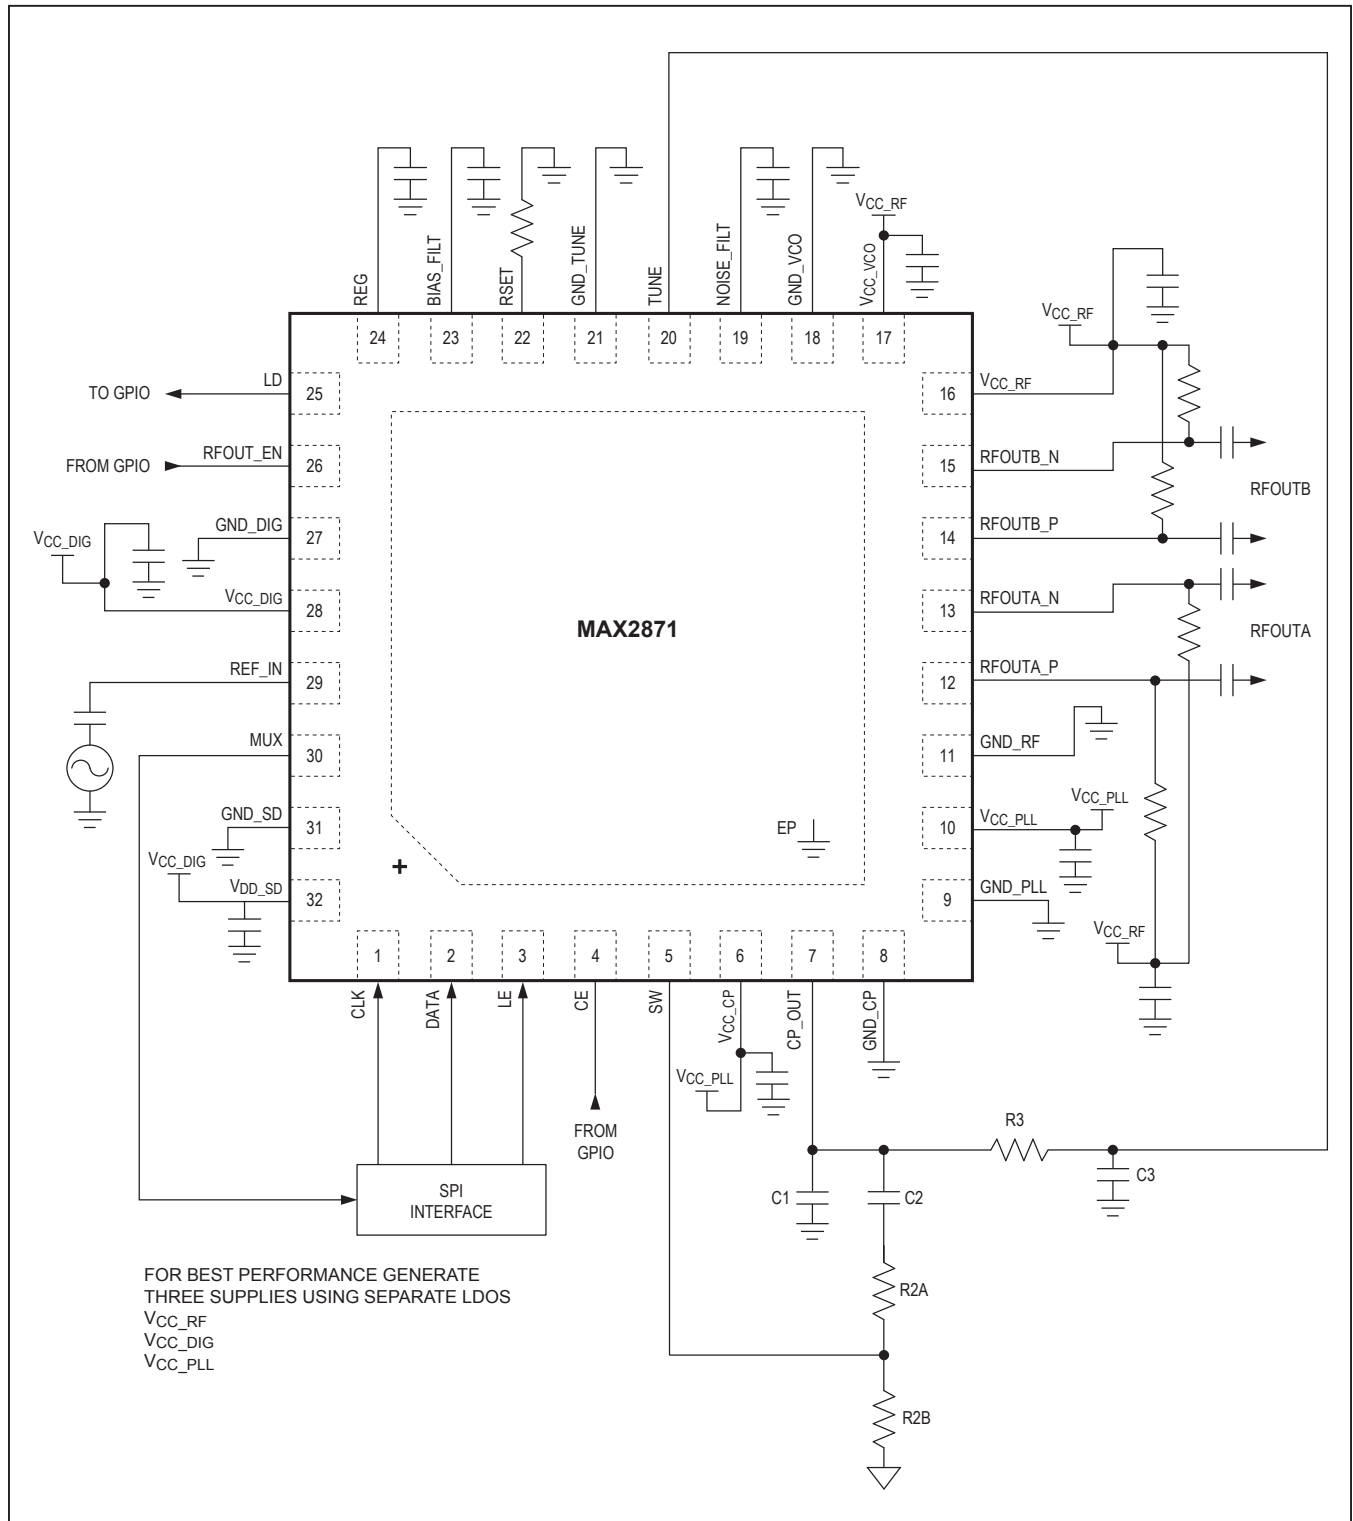 VCC_RF
REG
BIAS_FILT
RSET
GND_TUNE
TUNE
NOISE_FILT
GND_VCO
VCC_VCO
24
23
22
21
20
19
18
17
VCC_RF
TO GPIO
LD
25
16
VCC_RF
FROM GPIO
RFOUT_EN
26
15
RFOUTB_N
RFOUTB
VCC_DIG
GND_DIG
27
14
RFOUTB_P
VCC_DIG
28
13
RFOUTA_N
MAX2871
RFOUTA
REF_IN
29
12
RFOUTA_P
MUX
30
11
GND_RF
VCC_PLL
GND_SD
31
EP
10
VCC_PLL
VCC_DIG
+
VDD_SD
32
9
GND_PLL
VCC_RF
1
2
3
4
5
6
7
8
CLK
DATA
LE
CE
SW
VCC_CP
CP_OUT
GND_CP
VCC_PLL
FROM
GPIO
R3
SPI
INTERFACE
C1
C2
C3
FOR BEST PERFORMANCE GENERATE
THREE SUPPLIES USING SEPARATE LDOS
VCC_RF
VCC_DIG
VCC_PLL
R2A
R2B